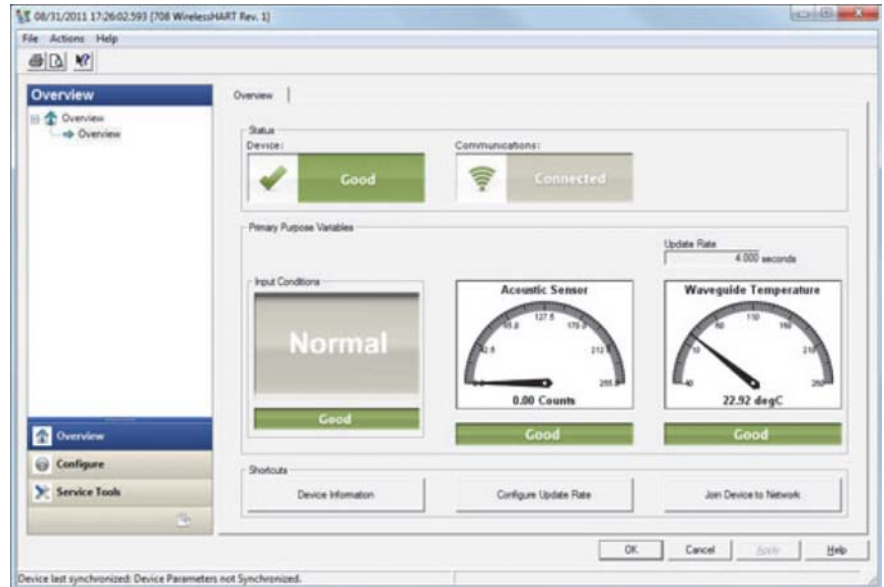 08/31/2011 17:26:02.593 [708 WirelessHART Rev. 1]
File Actions Help
Overview
Overview
Overview
Overview
Configure
Service Tools
Overview
Status
Device:
Good
Communications:
Connected
Primary Purpose Variables
Update Rate
4.000 seconds
Input Conditions
Normal
Good
Acoustic Sensor
127.5
212
255.0
0.00 Counts
Good
Waveguide Temperature
110
22.92 degC
Good
Shortcuts
Device Information
Configure Update Rate
Join Device to Network
OK
Cancel
Apply
Help
Device last synchronized: Device Parameters not Synchronized.